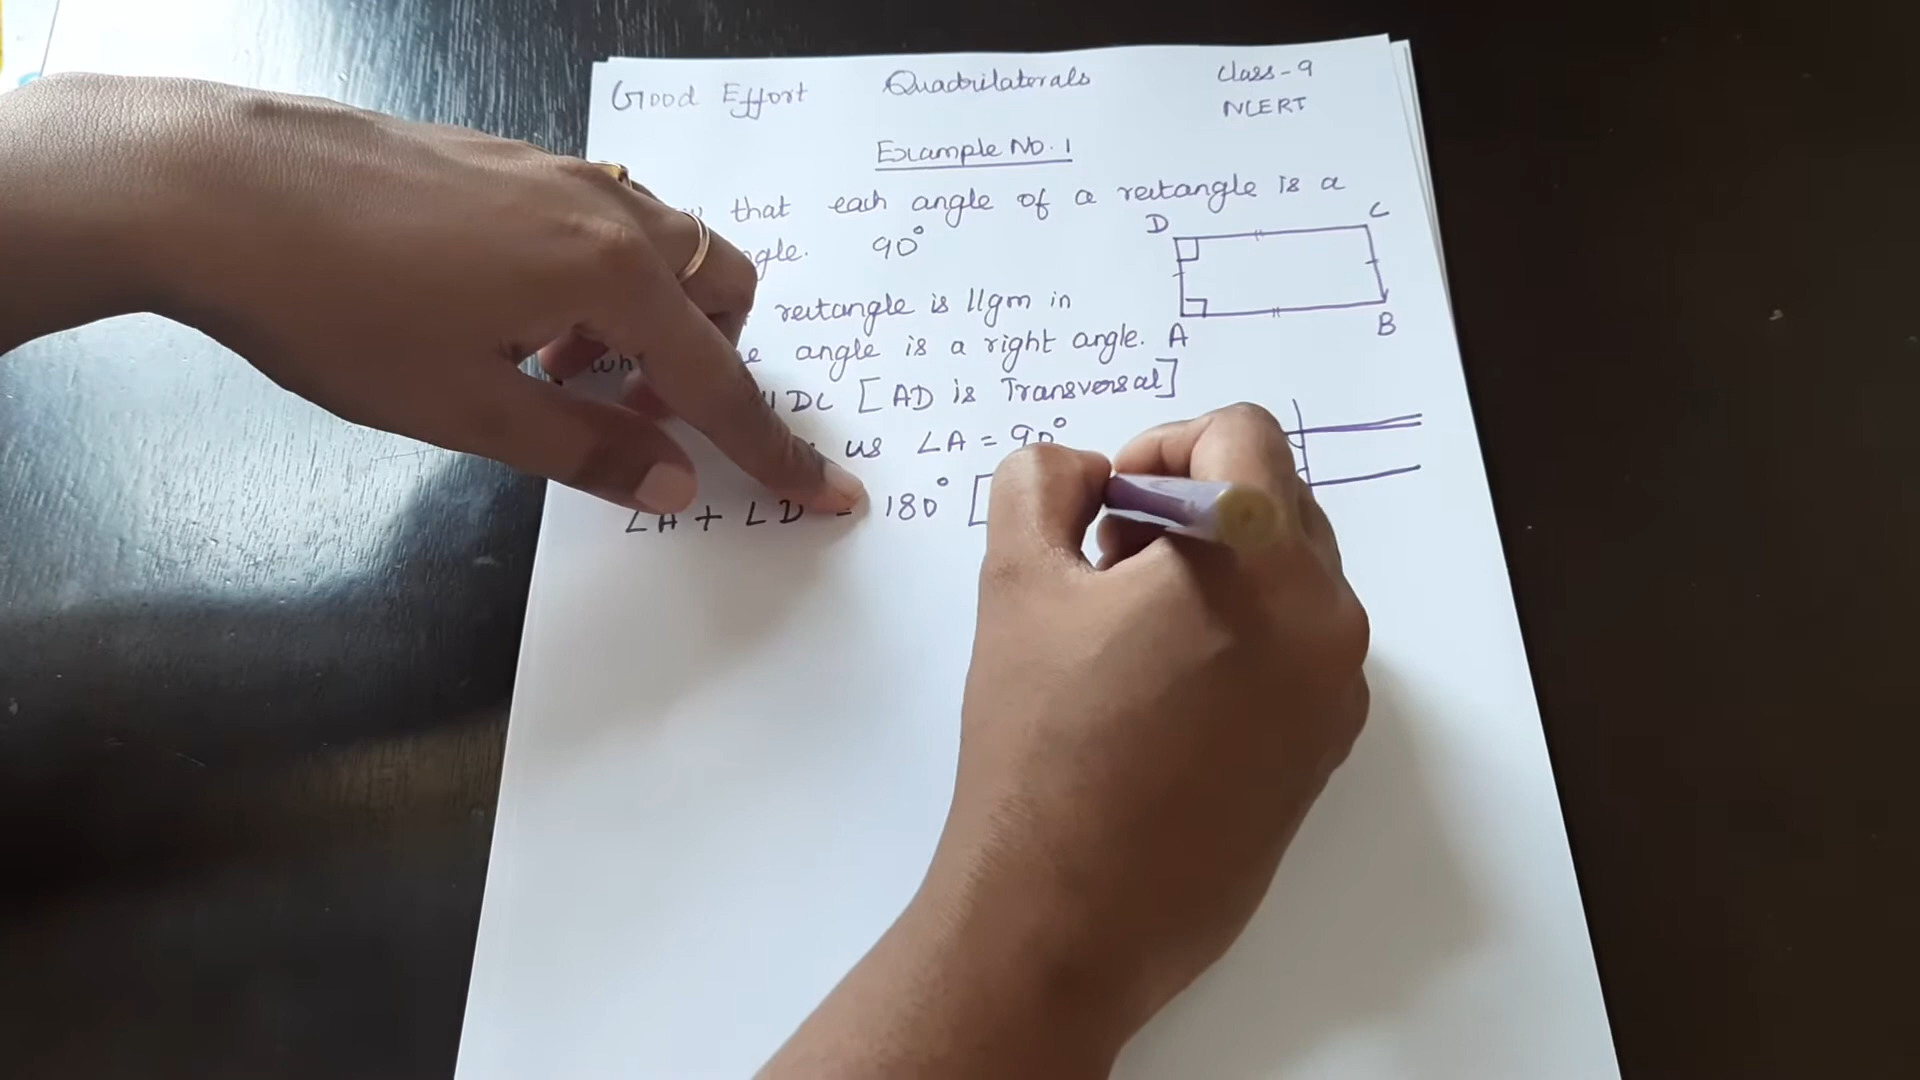 Good Effort Quadrilaterals Class-9
NCERT
Example No. 1
that each angle of a rectangle is a
90°
rectangle is ||gm in
angle is a right angle.
|| DC [AD is Transversal]
us ∠A = 90°
∠A + ∠D = 180° [
D C
A B